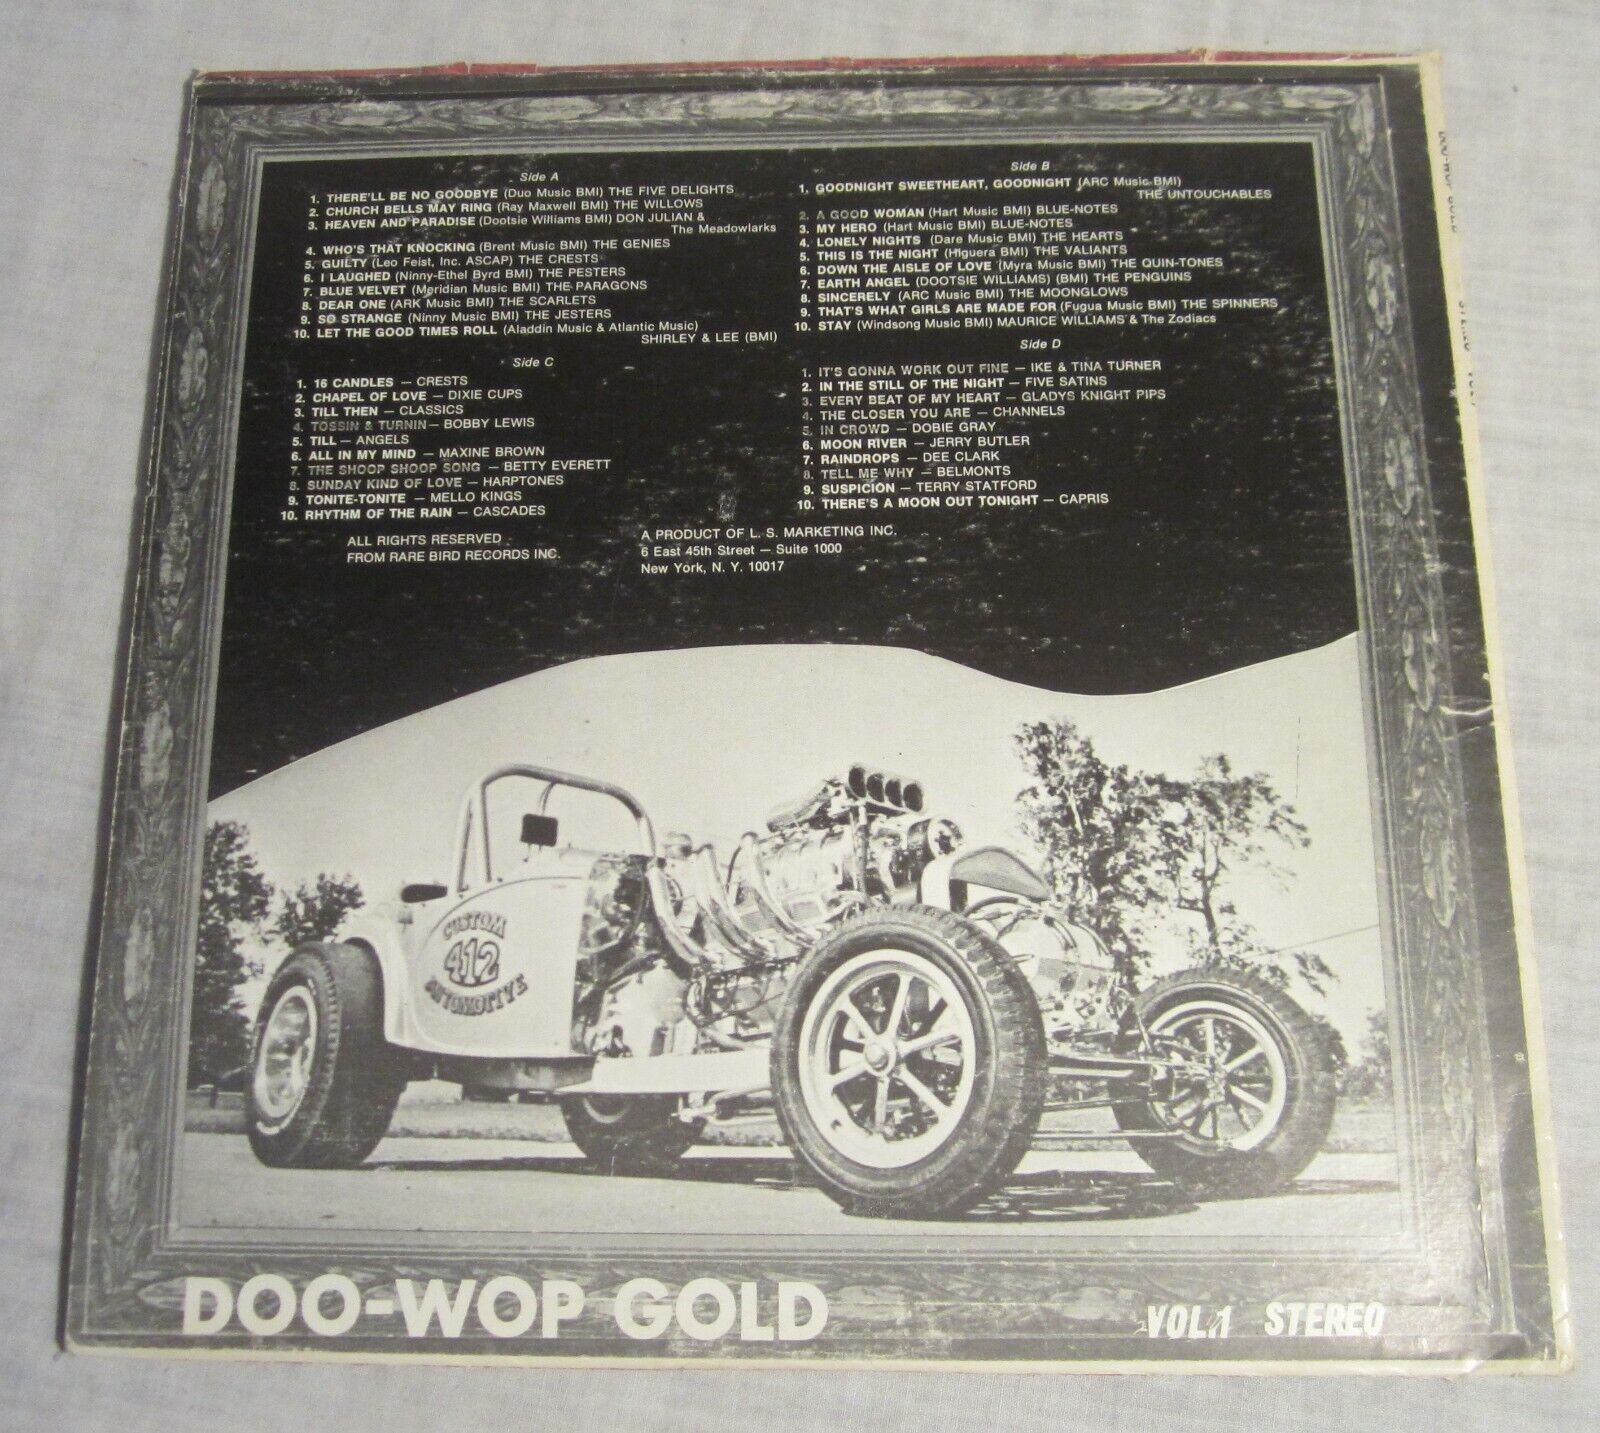 Side A
1. THERE'LL BE NO GOODBYE (Duo Music BMI) THE FIVE DELIGHTS
2. CHURCH BELLS MAY RING (Ray Maxwell BMI) THE WILLOWS
3. HEAVEN AND PARADISE (Dootsie Williams BMI) DON JULIAN &
The Meadowlarks
4. WHO'S THAT KNOCKING (Brent Music BMI) THE GENIES
5. GUILTY (Leo Feist, Inc. ASCAP) THE CRESTS
6. I LAUGHED (Ninny-Ethel Byrd BMI) THE PESTERS
7. BLUE VELVET (Meridian Music BMI) THE PARAGONS
8. DEAR ONE (ARK Music BMI) THE SCARLETS
9. SO STRANGE (Ninny Music BMI) THE JESTERS
10. LET THE GOOD TIMES ROLL (Aladdin Music & Atlantic Music)
SHIRLEY & LEE (BMI)
Side B
1. GOODNIGHT SWEETHEART, GOODNIGHT (ARC Music BMI)
THE UNTOUCHABLES
2. A GOOD WOMAN (Hart Music BMI) BLUE-NOTES
3. MY HERO (Hart Music BMI) BLUE-NOTES
4. LONELY NIGHTS (Dare Music BMI) THE HEARTS
5. THIS IS THE NIGHT (Higuera BMI) THE VALIANTS
6. DOWN THE AISLE OF LOVE (Myra Music BMI) THE QUIN-TONES
7. EARTH ANGEL (DOOTSIE WILLIAMS) (BMI) THE PENGUINS
8. SINCERELY (ARC Music BMI) THE MOONGLOWS
9. THAT'S WHAT GIRLS ARE MADE FOR (Fugua Music BMI) THE SPINNERS
10. STAY (Windsong Music BMI) MAURICE WILLIAMS & The Zodiacs
Side C
1. 16 CANDLES — CRESTS
2. CHAPEL OF LOVE — DIXIE CUPS
3. TILL THEN — CLASSICS
4. TOSSIN & TURNIN — BOBBY LEWIS
5. TILL — ANGELS
6. ALL IN MY MIND — MAXINE BROWN
7. THE SHOOP SHOOP SONG — BETTY EVERETT
8. SUNDAY KIND OF LOVE — HARPTONES
9. TONITE-TONITE — MELLO KINGS
10. RHYTHM OF THE RAIN — CASCADES
Side D
1. IT'S GONNA WORK OUT FINE — IKE & TINA TURNER
2. IN THE STILL OF THE NIGHT — FIVE SATINS
3. EVERY BEAT OF MY HEART — GLADYS KNIGHT PIPS
4. THE CLOSER YOU ARE — CHANNELS
5. IN CROWD — DOBIE GRAY
6. MOON RIVER — JERRY BUTLER
7. RAINDROPS — DEE CLARK
8. TELL ME WHY — BELMONTS
9. SUSPICION — TERRY STATFORD
10. THERE'S A MOON OUT TONIGHT — CAPRIS
ALL RIGHTS RESERVED
FROM RARE BIRD RECORDS INC.
A PRODUCT OF L. S. MARKETING INC.
6 East 45th Street — Suite 1000
New York, N. Y. 10017
CUSTOM
412
AUTOMOTIVE
DOO-WOP GOLD
VOL.1 STEREO